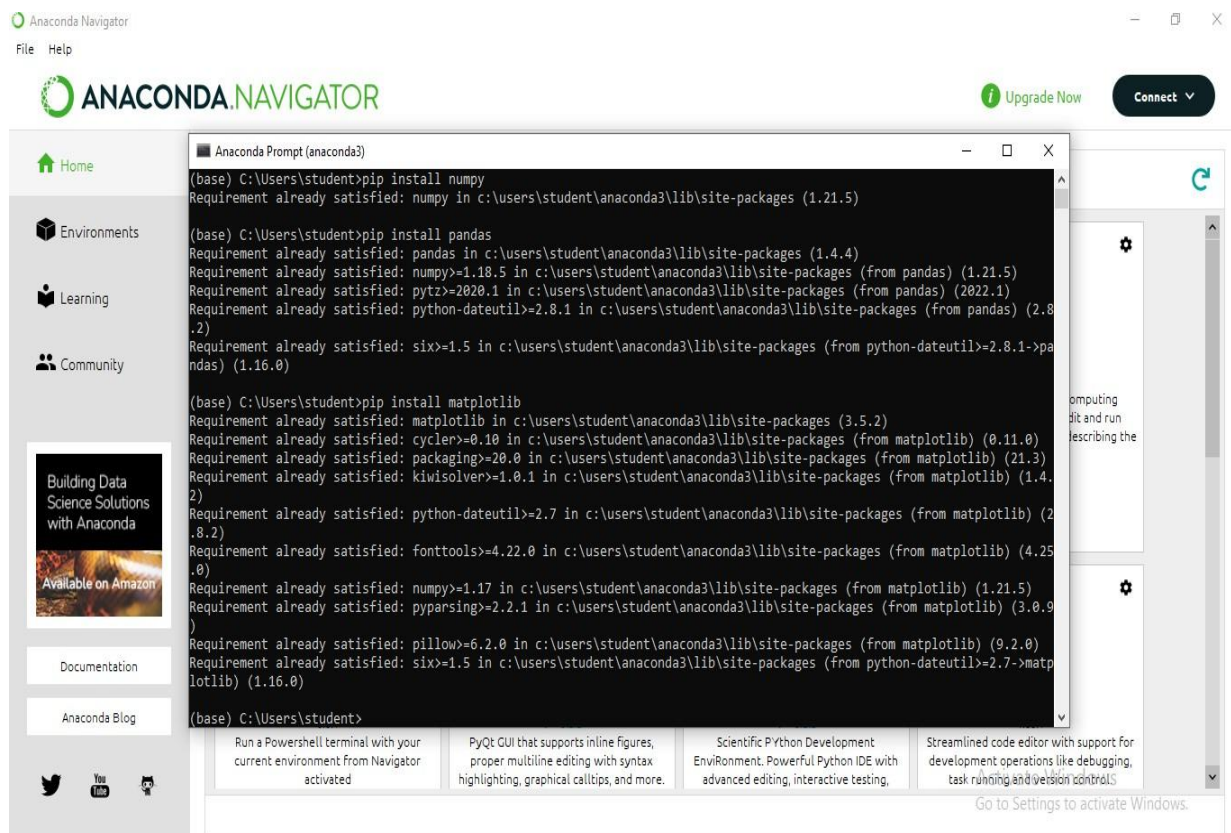 Anaconda Navigator
File Help
ANACONDA.NAVIGATOR
Upgrade Now
Connect
Home
Environments
Learning
Community
Building Data
Science Solutions
with Anaconda
Available on Amazon
Documentation
Anaconda Blog
You
Tube
Anaconda Prompt (anaconda3)
(base) C:\Users\student>pip install numpy
Requirement already satisfied: numpy in c:\users\student\anaconda3\lib\site-packages (1.21.5)
(base) C:\Users\student>pip install pandas
Requirement already satisfied: pandas in c:\users\student\anaconda3\lib\site-packages (1.4.4)
Requirement already satisfied: numpy>=1.18.5 in c:\users\student\anaconda3\lib\site-packages (from pandas) (1.21.5)
Requirement already satisfied: pytz>=2020.1 in c:\users\student\anaconda3\lib\site-packages (from pandas) (2022.1)
Requirement already satisfied: python-dateutil>=2.8.1 in c:\users\student\anaconda3\lib\site-packages (from pandas) (2.8
.2)
Requirement already satisfied: six>=1.5 in c:\users\student\anaconda3\lib\site-packages (from python-dateutil>=2.8.1->pa
ndas) (1.16.0)
(base) C:\Users\student>pip install matplotlib
Requirement already satisfied: matplotlib in c:\users\student\anaconda3\lib\site-packages (3.5.2)
Requirement already satisfied: cycler>=0.10 in c:\users\student\anaconda3\lib\site-packages (from matplotlib) (0.11.0)
Requirement already satisfied: packaging>=20.0 in c:\users\student\anaconda3\lib\site-packages (from matplotlib) (21.3)
Requirement already satisfied: kiwisolver>=1.0.1 in c:\users\student\anaconda3\lib\site-packages (from matplotlib) (1.4.
2)
Requirement already satisfied: python-dateutil>=2.7 in c:\users\student\anaconda3\lib\site-packages (from matplotlib) (2
.8.2)
Requirement already satisfied: fonttools>=4.22.0 in c:\users\student\anaconda3\lib\site-packages (from matplotlib) (4.25
.0)
Requirement already satisfied: numpy>=1.17 in c:\users\student\anaconda3\lib\site-packages (from matplotlib) (1.21.5)
Requirement already satisfied: pyparsing>=2.2.1 in c:\users\student\anaconda3\lib\site-packages (from matplotlib) (3.0.9
)
Requirement already satisfied: pillow>=6.2.0 in c:\users\student\anaconda3\lib\site-packages (from matplotlib) (9.2.0)
Requirement already satisfied: six>=1.5 in c:\users\student\anaconda3\lib\site-packages (from python-dateutil>=2.7->matp
lotlib) (1.16.0)
(base) C:\Users\student>
omputing
dit and run
describing the
Run a Powershell terminal with your
current environment from Navigator
activated
PyQt GUI that supports inline figures,
proper multiline editing with syntax
highlighting, graphical calltips, and more.
Scientific PYthon Development
EnviRonment. Powerful Python IDE with
advanced editing, interactive testing,
Streamlined code editor with support for
development operations like debugging,
task running and version control.
Activate Windows
Go to Settings to activate Windows.